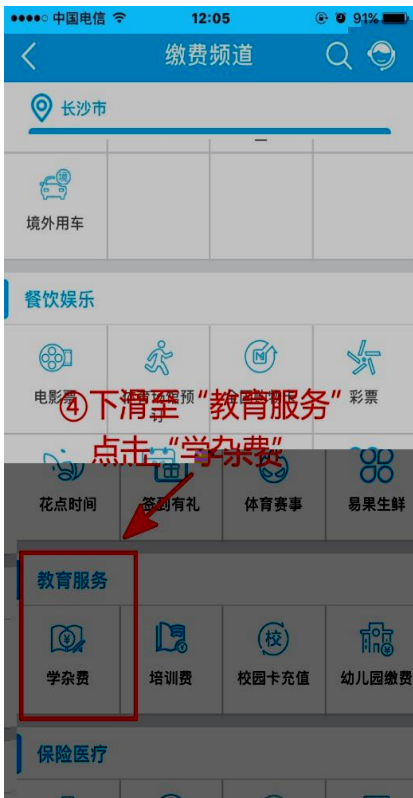 中国电信 12:05 91%
缴费频道
长沙市
境外用车
餐饮娱乐
电影票 彩票
④下滑至“教育服务”
点击“学杂费”
花点时间 签到有礼 体育赛事 易果生鲜
教育服务
学杂费 培训费 校园卡充值 幼儿园缴费
保险医疗